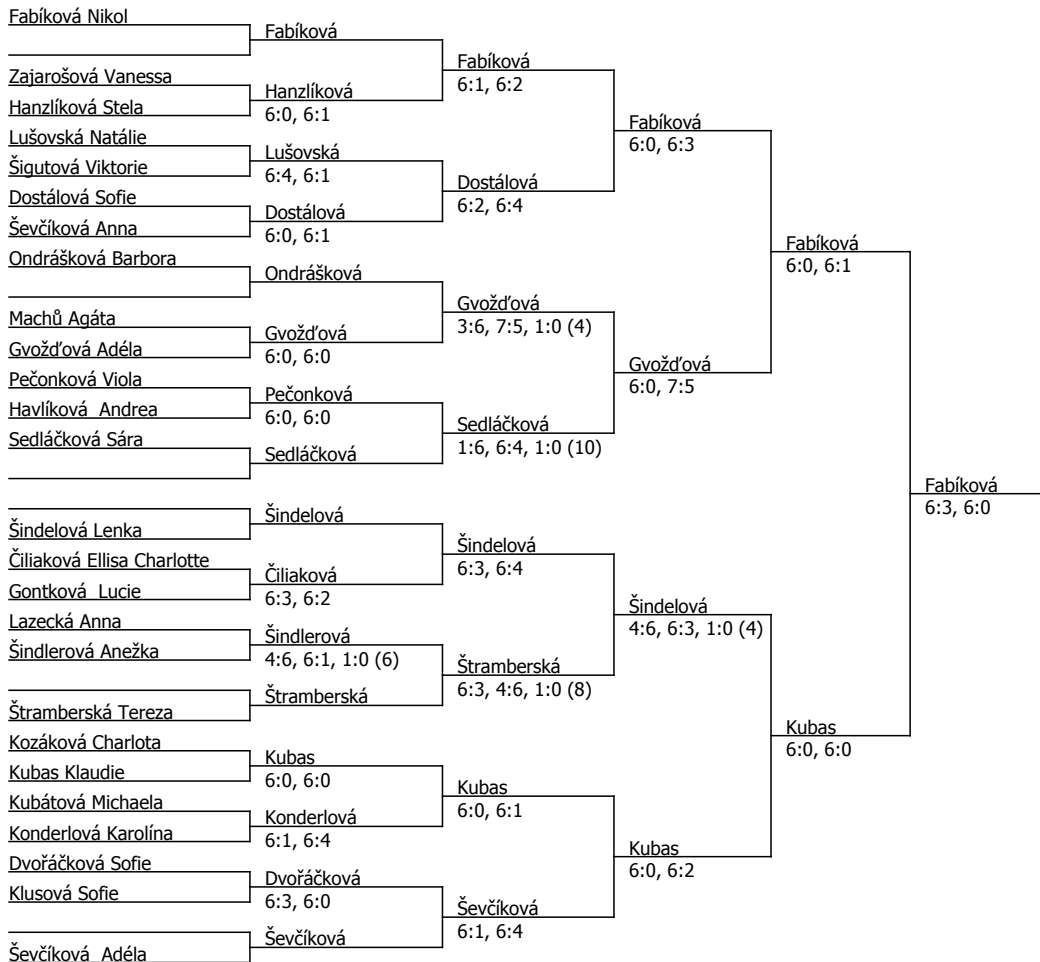 Fabíková Nikol
Zajarošová Vanessa
Hanzlíková Stela
Lušovská Natálie
Šigutová Viktorie
Dostálová Sofie
Ševčíková Anna
Ondrášková Barbora
Machů Agáta
Gvožďová Adéla
Pečonková Viola
Havlíková  Andrea
Sedláčková Sára
Šindelová Lenka
Čiliaková Ellisa Charlotte
Gontková  Lucie
Lazecká Anna
Šindlerová Anežka
Štramberská Tereza
Kozáková Charlota
Kubas Klaudie
Kubátová Michaela
Konderlová Karolína
Dvořáčková Sofie
Klusová Sofie
Ševčíková  Adéla
Fabíková
Hanzlíková
6:0, 6:1
Lušovská
6:4, 6:1
Dostálová
6:0, 6:1
Ondrášková
Gvožďová
6:0, 6:0
Pečonková
6:0, 6:0
Sedláčková
Šindelová
Čiliaková
6:3, 6:2
Šindlerová
4:6, 6:1, 1:0 (6)
Štramberská
Kubas
6:0, 6:0
Konderlová
6:1, 6:4
Dvořáčková
6:3, 6:0
Ševčíková
Fabíková
6:1, 6:2
Dostálová
6:2, 6:4
Gvožďová
3:6, 7:5, 1:0 (4)
Sedláčková
1:6, 6:4, 1:0 (10)
Šindelová
6:3, 6:4
Štramberská
6:3, 4:6, 1:0 (8)
Kubas
6:0, 6:1
Ševčíková
6:1, 6:4
Fabíková
6:0, 6:3
Gvožďová
6:0, 7:5
Šindelová
4:6, 6:3, 1:0 (4)
Kubas
6:0, 6:2
Fabíková
6:0, 6:1
Kubas
6:0, 6:0
Fabíková
6:3, 6:0